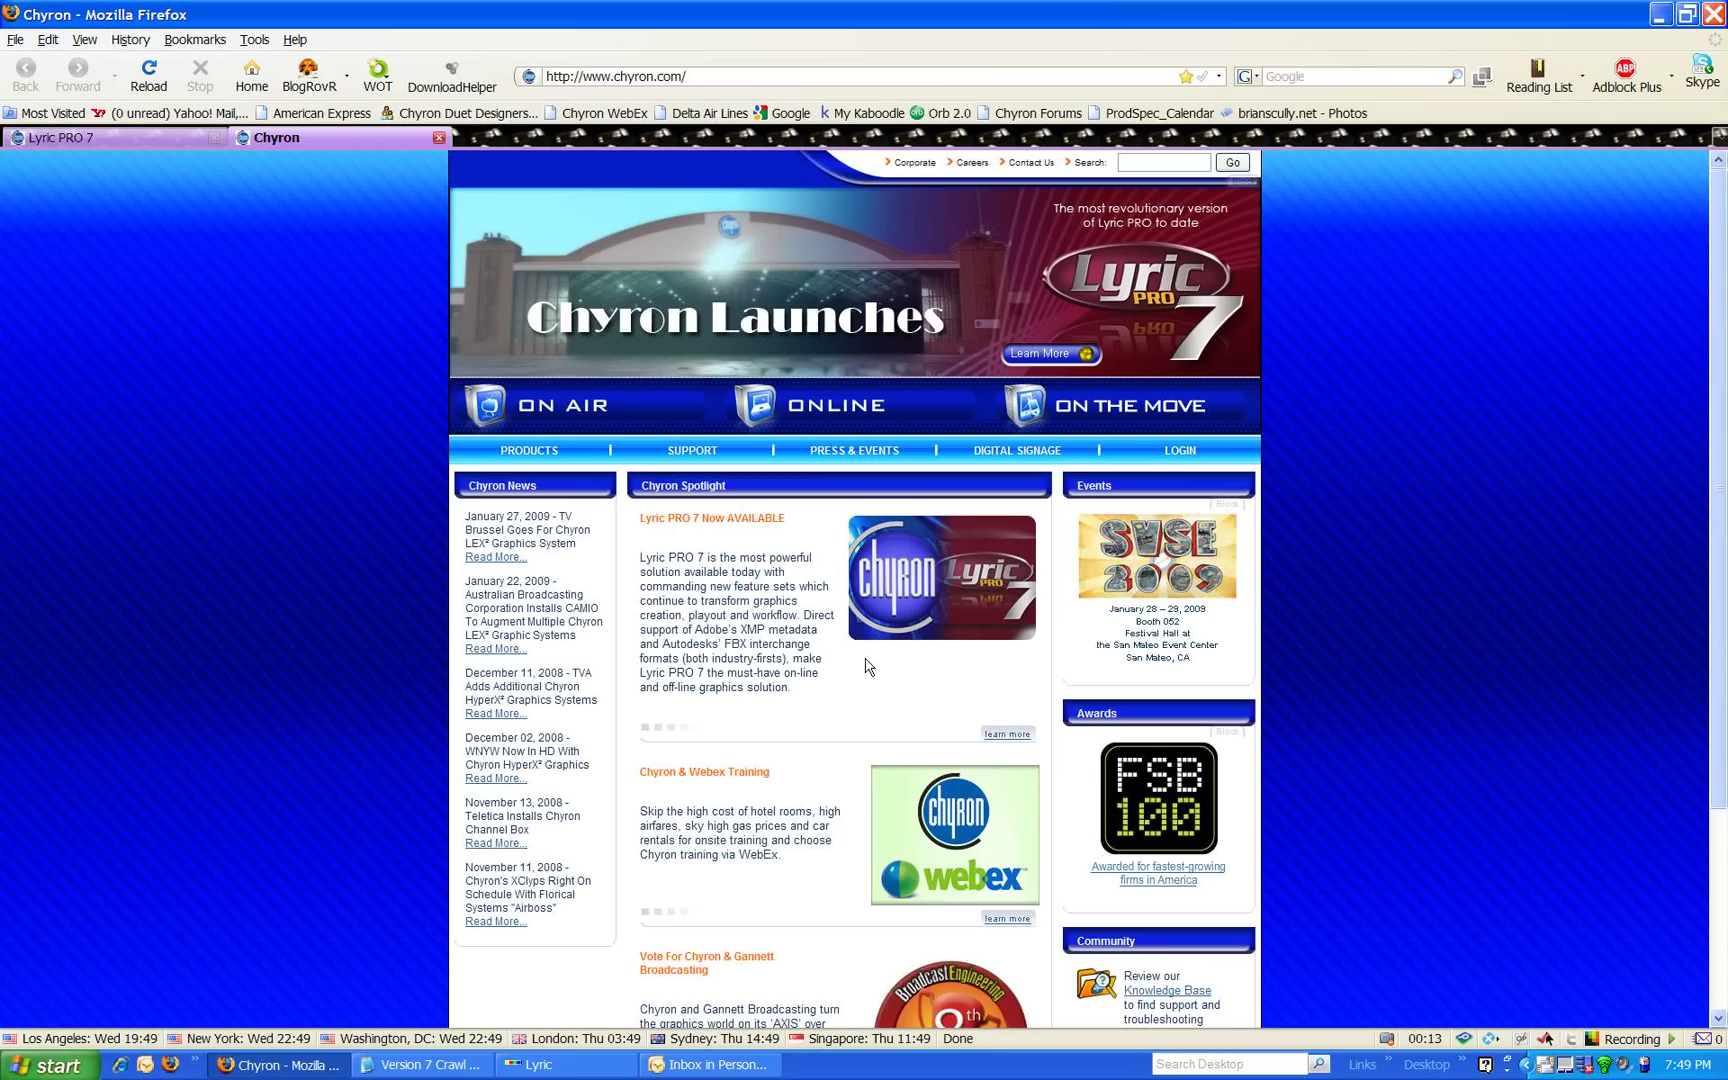 Chyron - Mozilla Firefox
File Edit View History Bookmarks Tools Help
Back Forward Reload Stop Home BlogRovR WOT DownloadHelper http://www.chyron.com/ Google Reading List Adblock Plus Skype
Most Visited (0 unread) Yahoo! Mail,... American Express Chyron Duet Designers... Chyron WebEx Delta Air Lines Google My Kaboodle Orb 2.0 Chyron Forums ProdSpec_Calendar brianscully.net - Photos
Lyric PRO 7 Chyron
Corporate Careers Contact Us Search: Go
The most revolutionary version
of Lyric PRO to date
Lyric
PRO
7
Chyron Launches
Learn More
ON AIR ONLINE ON THE MOVE
PRODUCTS SUPPORT PRESS & EVENTS DIGITAL SIGNAGE LOGIN
Chyron News
January 27, 2009 - TV
Brussel Goes For Chyron
LEX² Graphics System
Read More...
January 22, 2009 -
Australian Broadcasting
Corporation Installs CAMIO
To Augment Multiple Chyron
LEX² Graphic Systems
Read More...
December 11, 2008 - TVA
Adds Additional Chyron
HyperX² Graphics Systems
Read More...
December 02, 2008 -
WNYW Now In HD With
Chyron HyperX² Graphics
Read More...
November 13, 2008 -
Teletica Installs Chyron
Channel Box
Read More...
November 11, 2008 -
Chyron's XClyps Right On
Schedule With Florical
Systems "Airboss"
Read More...
Chyron Spotlight
Lyric PRO 7 Now AVAILABLE
Lyric PRO 7 is the most powerful
solution available today with
commanding new feature sets which
continue to transform graphics
creation, playout and workflow. Direct
support of Adobe's XMP metadata
and Autodesks' FBX interchange
formats (both industry-firsts), make
Lyric PRO 7 the must-have on-line
and off-line graphics solution.
chyron Lyric
PRO 7
learn more
Chyron & Webex Training
Skip the high cost of hotel rooms, high
airfares, sky high gas prices and car
rentals for onsite training and choose
Chyron training via WebEx.
chyron
webex™
learn more
Vote For Chyron & Gannett
Broadcasting
Chyron and Gannett Broadcasting turn
the graphics world on its 'AXIS' over
Broadcast Engineering
Events
Block
SVSE
2009
January 28 – 29, 2009
Booth 052
Festival Hall at
the San Mateo Event Center
San Mateo, CA
Awards
Block
FSB
100
Awarded for fastest-growing
firms in America
Community
Review our
Knowledge Base
to find support and
troubleshooting
Los Angeles: Wed 19:49 New York: Wed 22:49 Washington, DC: Wed 22:49 London: Thu 03:49 Sydney: Thu 14:49 Singapore: Thu 11:49 Done 00:13 Recording 0
start Chyron - Mozilla ... Version 7 Crawl ... Lyric Inbox in Person... Search Desktop Links Desktop 7:49 PM